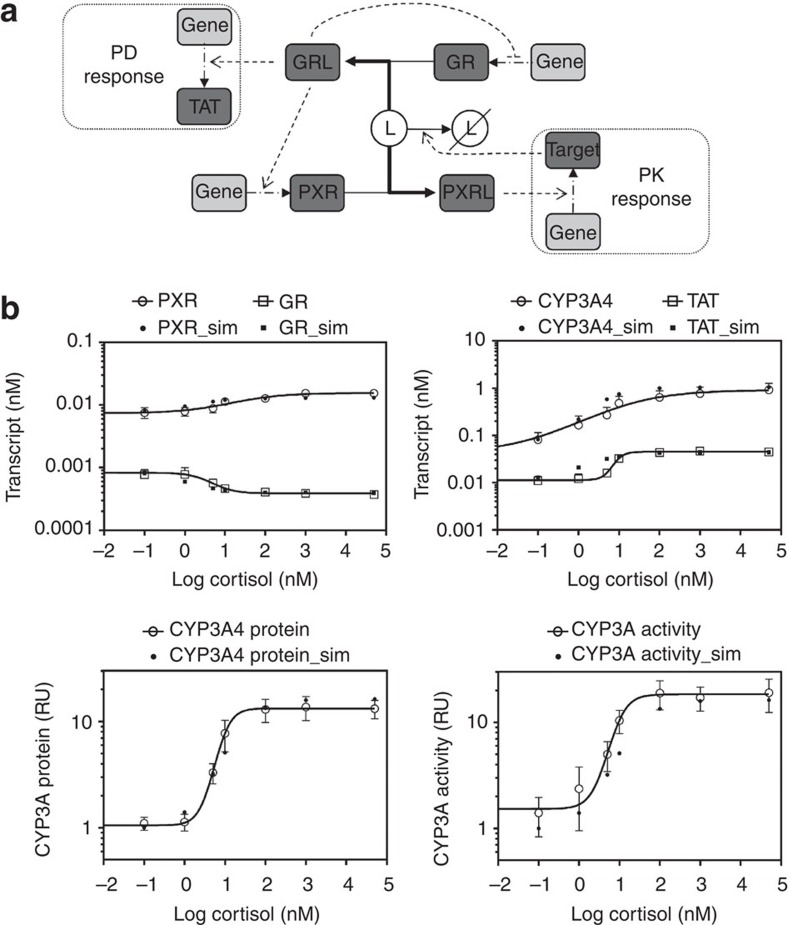 a
PD
response
Gene
TAT
GRL
GR
Gene
L
L
Gene
PXR
PXRL
Target
Gene
PK
response
b
PXR GR
PXR_sim GR_sim
Transcript (nM)
0.1
0.01
0.001
0.0001
−2 −1 0 1 2 3 4 5
Log cortisol (nM)
CYP3A4 TAT
CYP3A4_sim TAT_sim
Transcript (nM)
10
1
0.1
0.01
0.001
−2 −1 0 1 2 3 4 5
Log cortisol (nM)
CYP3A4 protein
CYP3A4 protein_sim
CYP3A protein (RU)
10
1
−2 −1 0 1 2 3 4 5
Log cortisol (nM)
CYP3A activity
CYP3A activity_sim
CYP3A activity (RU)
10
1
−2 −1 0 1 2 3 4 5
Log cortisol (nM)